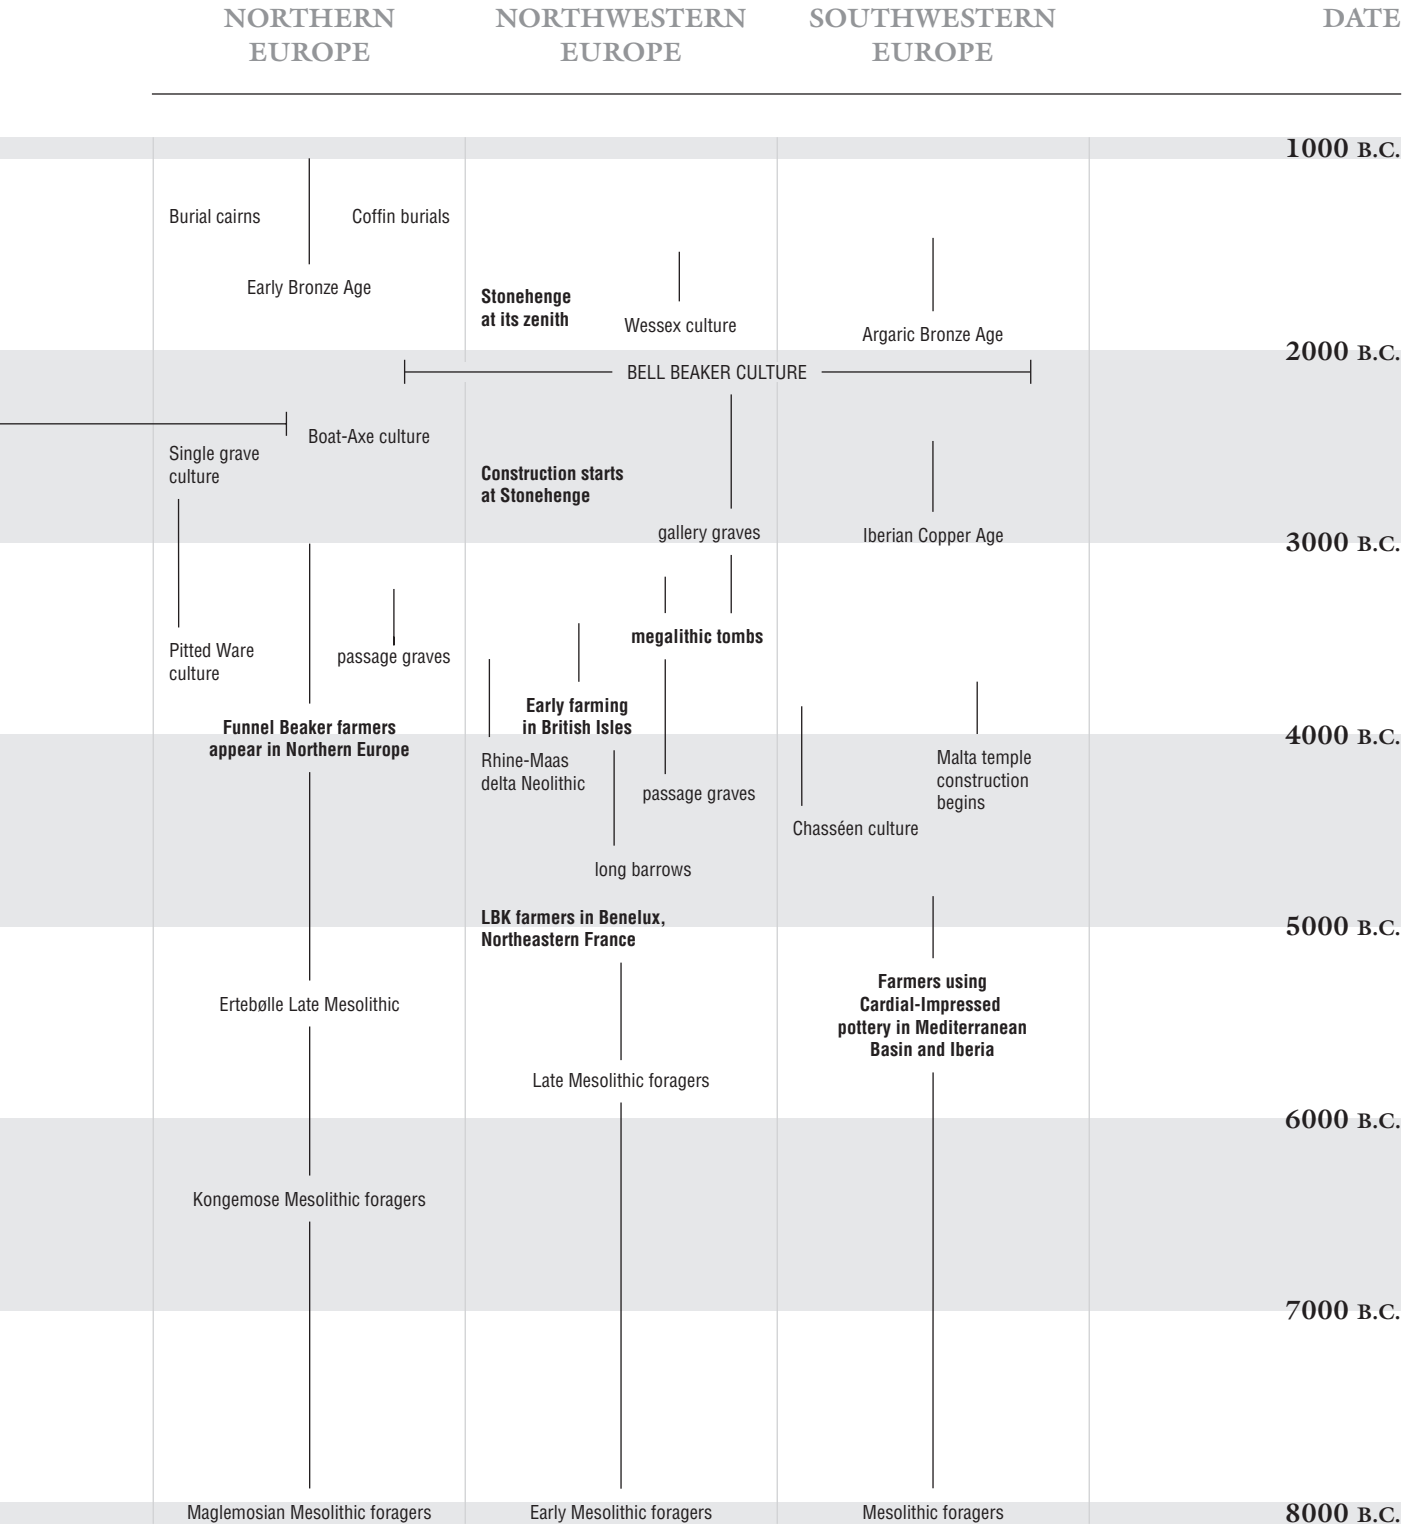 NORTHERN
EUROPE
NORTHWESTERN
EUROPE
SOUTHWESTERN
EUROPE
DATE
1000 B.C.
Burial cairns
Coffin burials
Early Bronze Age
Stonehenge
at its zenith
Wessex culture
Argaric Bronze Age
2000 B.C.
BELL BEAKER CULTURE
Boat-Axe culture
Single grave
culture
Construction starts
at Stonehenge
gallery graves
Iberian Copper Age
3000 B.C.
megalithic tombs
Pitted Ware
culture
passage graves
Early farming
in British Isles
Funnel Beaker farmers
appear in Northern Europe
4000 B.C.
Rhine-Maas
delta Neolithic
passage graves
Malta temple
construction
begins
Chasséen culture
long barrows
LBK farmers in Benelux,
Northeastern France
5000 B.C.
Farmers using
Cardial-Impressed
pottery in Mediterranean
Basin and Iberia
Ertebølle Late Mesolithic
Late Mesolithic foragers
6000 B.C.
Kongemose Mesolithic foragers
7000 B.C.
Maglemosian Mesolithic foragers
Early Mesolithic foragers
Mesolithic foragers
8000 B.C.